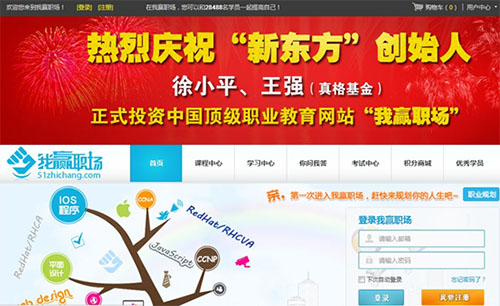 欢迎您来到我赢职场! [登录] [注册]
在我赢职场,您可以和28488名学员一起提高自己!
购物车(0) | 用户中心
热烈庆祝“新东方”创始人
徐小平、王强(真格基金)
正式投资中国顶级职业教育网站“我赢职场”
我赢职场
51zhichang.com
首页 课程中心 学习中心 你问我答 考试中心 积分商城 优秀学员
亲,第一次进入我赢职场,赶快来规划你的人生吧~ 职业规划
IOS
程序
CCNA
RedHat/RHCA
RedHat/RHCVA
JavaScript
CCNP
平面
设计
web design
登录我赢职场
请输入邮箱
请输入密码
下次自动登录 忘记密码了!
登录